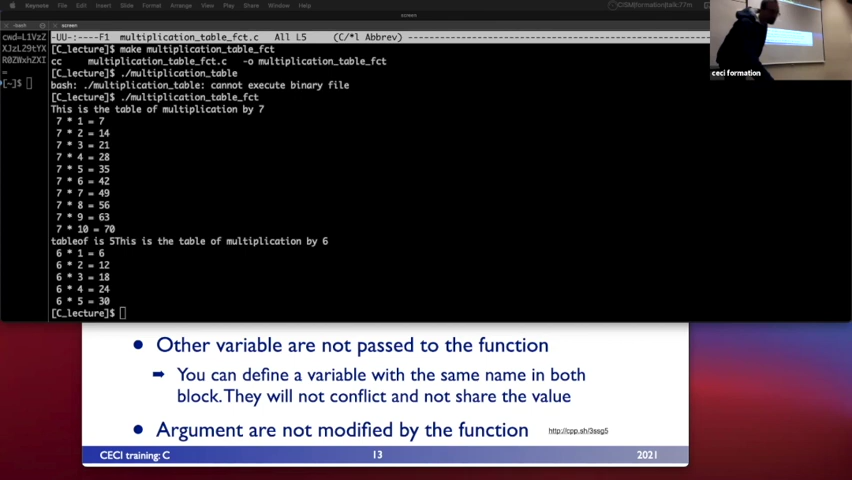 Keynote File Edit Slide Insert Format Arrange View Play Share Window Help
screen
screen
cwd=L1VzZ
XJzL29tYX
R0ZWxhZXI
=
[~]$
-UU-:----F1 multiplication_table_fct.c All L5 (C/*l Abbrev)
[C_lecture]$ make multiplication_table_fct
cc multiplication_table_fct.c -o multiplication_table_fct
[C_lecture]$ ./multiplication_table
bash: ./multiplication_table: cannot execute binary file
[C_lecture]$ ./multiplication_table_fct
This is the table of multiplication by 7
7 * 1 = 7
7 * 2 = 14
7 * 3 = 21
7 * 4 = 28
7 * 5 = 35
7 * 6 = 42
7 * 7 = 49
7 * 8 = 56
7 * 9 = 63
7 * 10 = 70
tableof is 5This is the table of multiplication by 6
6 * 1 = 6
6 * 2 = 12
6 * 3 = 18
6 * 4 = 24
6 * 5 = 30
[C_lecture]$
ceci formation
• Other variable are not passed to the function
➡ You can define a variable with the same name in both
block. They will not conflict and not share the value
• Argument are not modified by the function http://cpp.sh/3ssg5
CECI training: C 13 2021